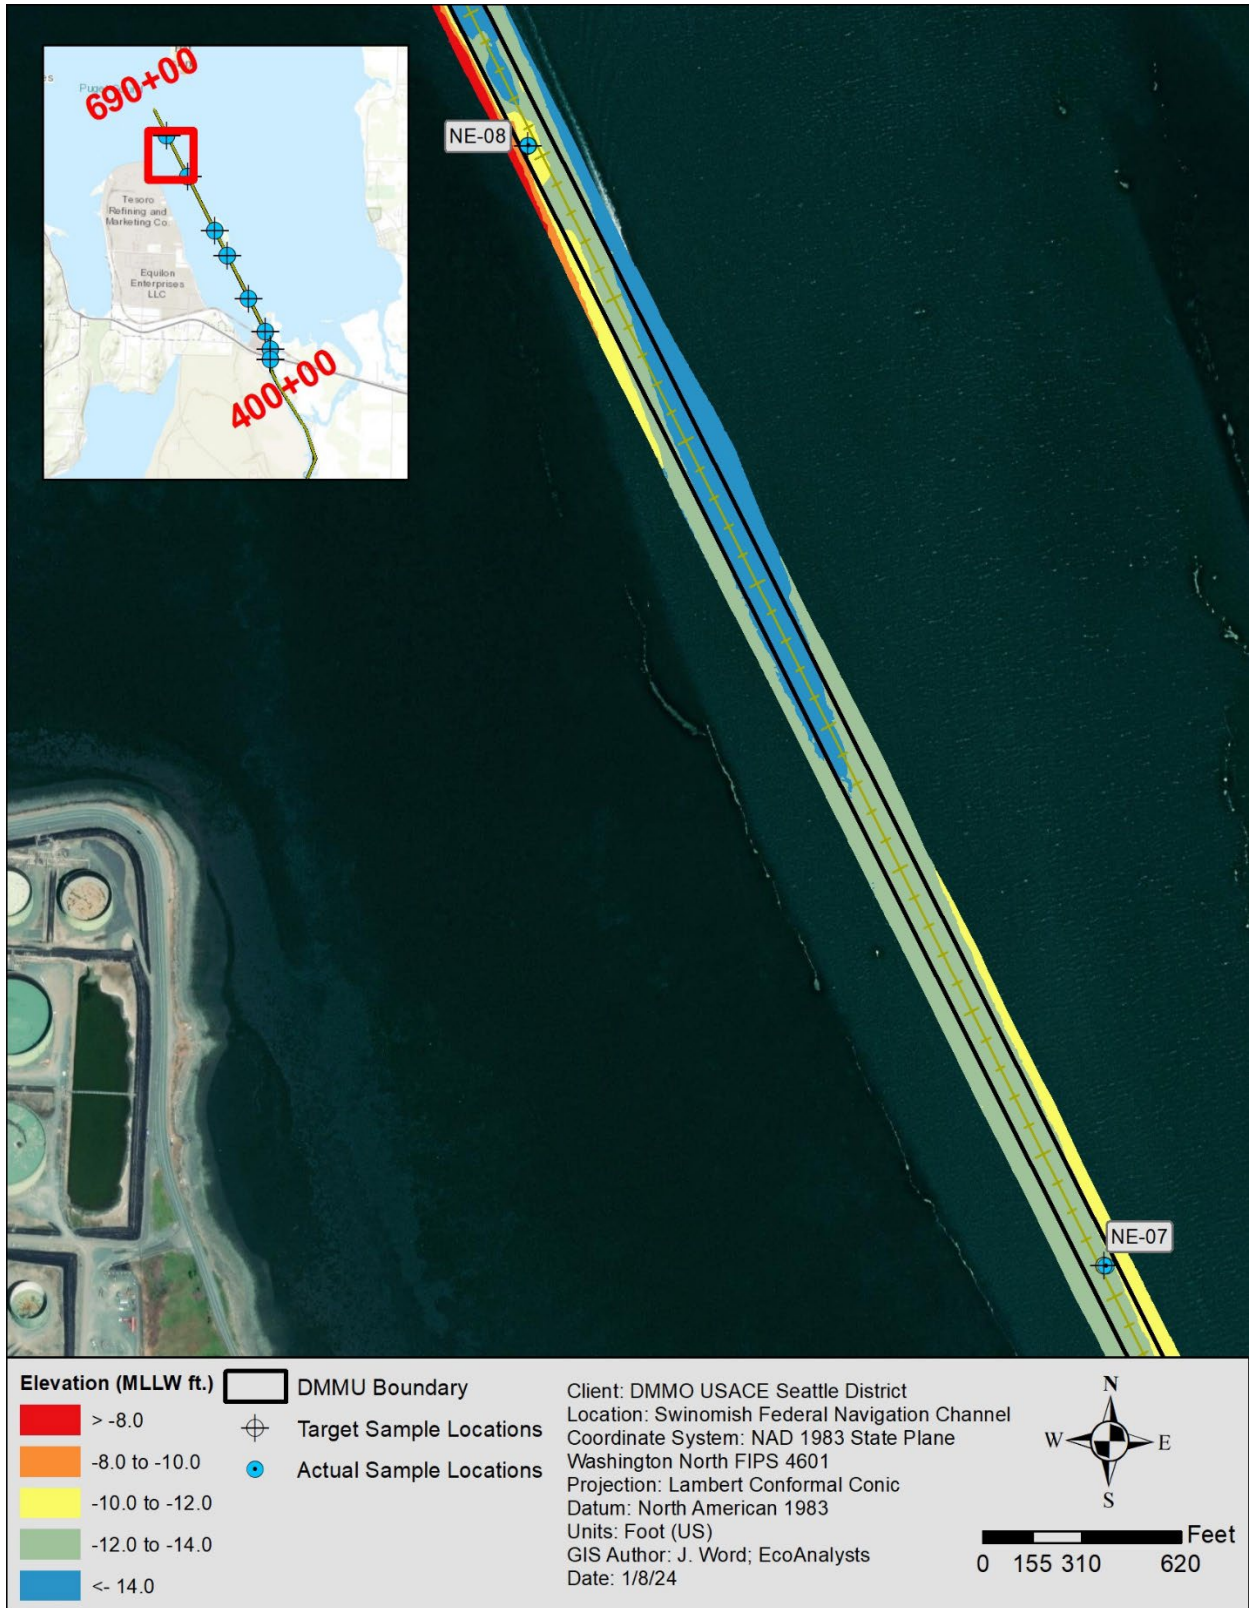 690+00
Puge
es
Tesoro
Refining and
Marketing Co.
Equilon
Enterprises
LLC
400+00
NE-08
NE-07
Elevation (MLLW ft.)
> -8.0
-8.0 to -10.0
-10.0 to -12.0
-12.0 to -14.0
<- 14.0
DMMU Boundary
Target Sample Locations
Actual Sample Locations
Client: DMMO USACE Seattle District
Location: Swinomish Federal Navigation Channel
Coordinate System: NAD 1983 State Plane
Washington North FIPS 4601
Projection: Lambert Conformal Conic
Datum: North American 1983
Units: Foot (US)
GIS Author: J. Word; EcoAnalysts
Date: 1/8/24
N
W E
S
Feet
0 155 310 620